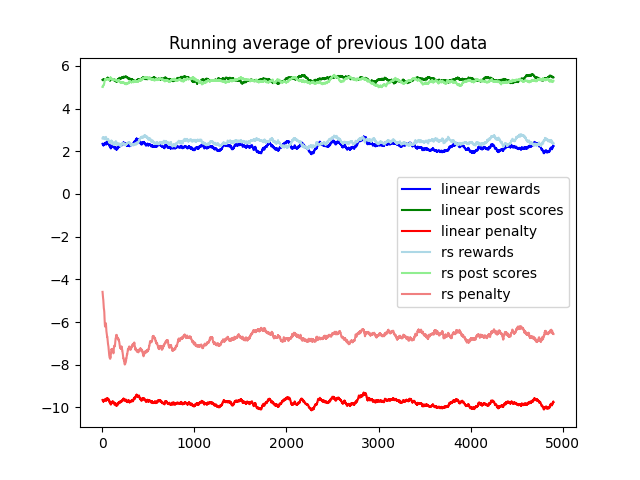 Running average of previous 100 data
6
4
2
0
−2
−4
−6
−8
−10
linear rewards
linear post scores
linear penalty
rs rewards
rs post scores
rs penalty
0 1000 2000 3000 4000 5000